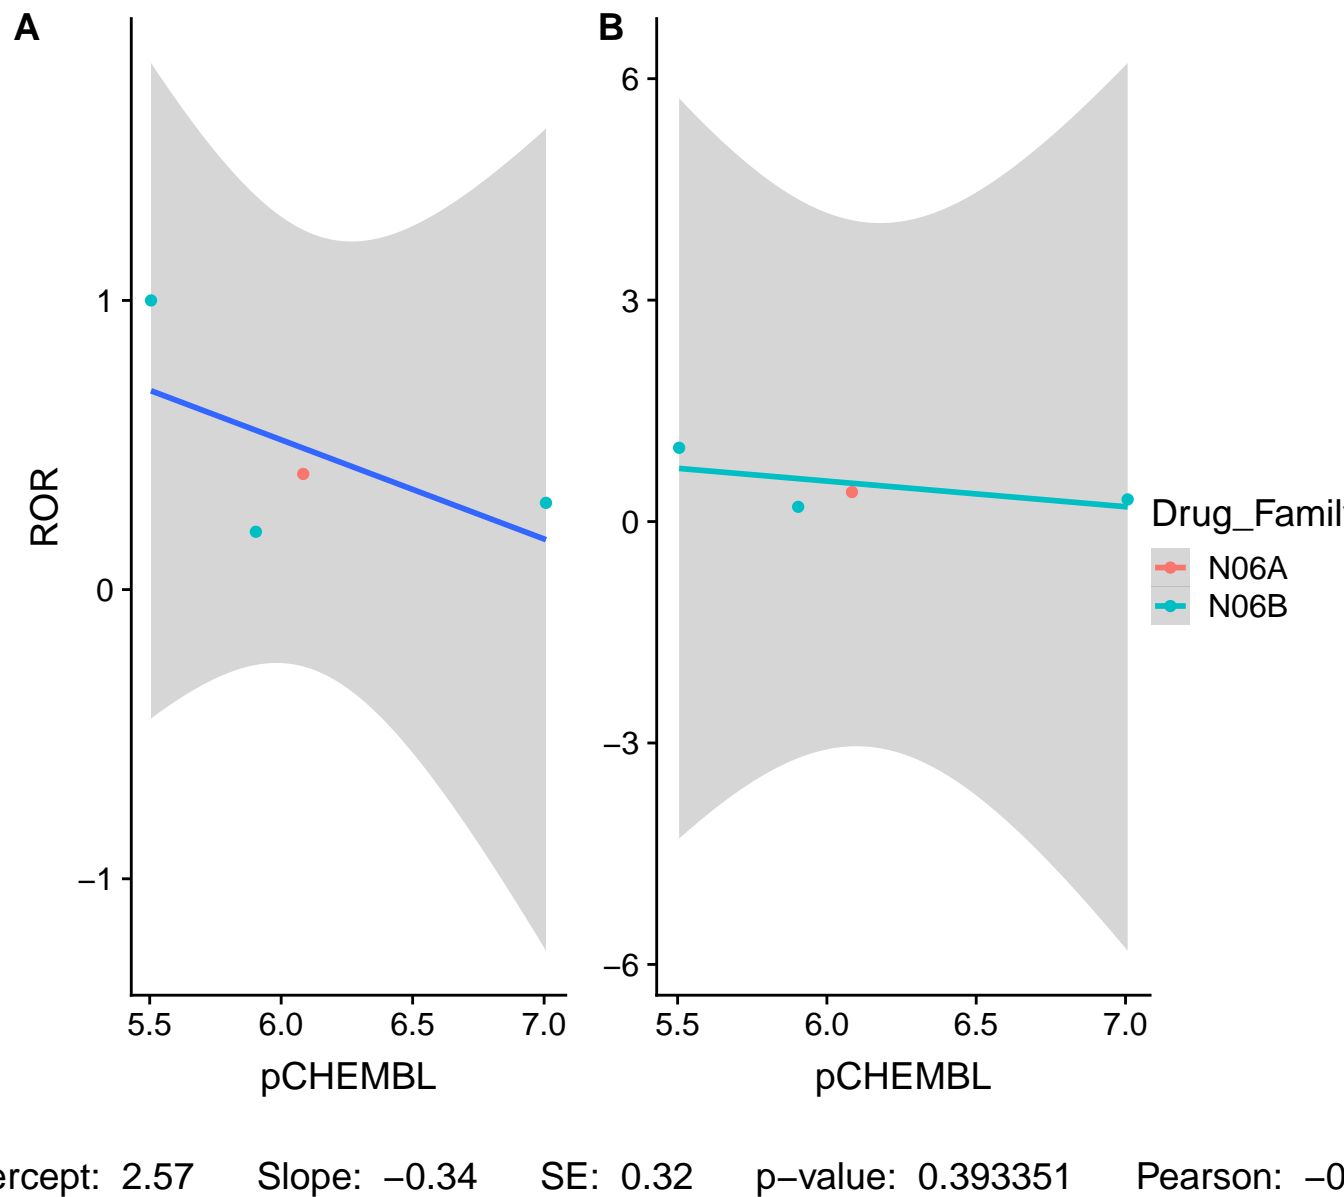 A
B
ROR
1
0
−1
5.5 6.0 6.5 7.0
pCHEMBL
6
3
0
−3
−6
5.5 6.0 6.5 7.0
pCHEMBL
Drug_Famil
N06A
N06B
ercept: 2.57 Slope: −0.34 SE: 0.32 p−value: 0.393351 Pearson: −0